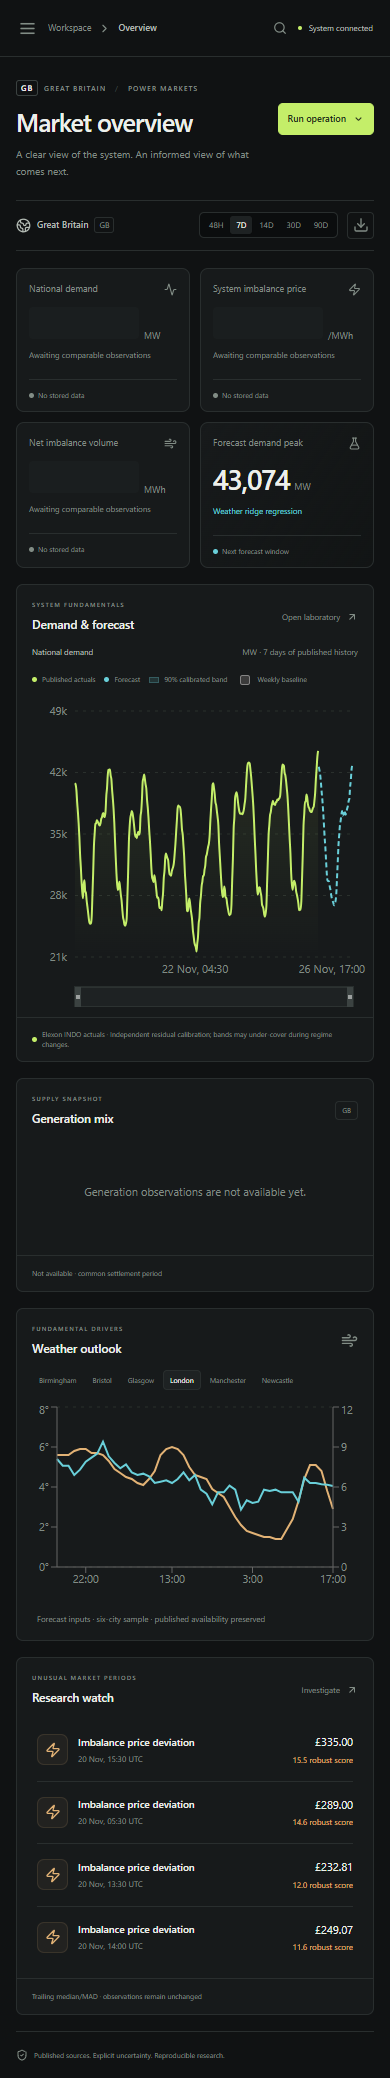 Workspace > Overview
System connected
GB GREAT BRITAIN / POWER MARKETS
Market overview
Run operation
A clear view of the system. An informed view of what
comes next.
Great Britain GB
48H 7D 14D 30D 90D
National demand
MW
Awaiting comparable observations
No stored data
System imbalance price
/MWh
Awaiting comparable observations
No stored data
Net imbalance volume
MWh
Awaiting comparable observations
No stored data
Forecast demand peak
43,074 MW
Weather ridge regression
Next forecast window
SYSTEM FUNDAMENTALS
Demand & forecast
Open laboratory
National demand
MW · 7 days of published history
Published actuals Forecast 90% calibrated band Weekly baseline
49k
42k
35k
28k
21k
22 Nov, 04:30 26 Nov, 17:00
Elexon INDO actuals · Independent residual calibration; bands may under-cover during regime
changes.
SUPPLY SNAPSHOT
Generation mix
GB
Generation observations are not available yet.
Not available · common settlement period
FUNDAMENTAL DRIVERS
Weather outlook
Birmingham Bristol Glasgow London Manchester Newcastle
8° 12
6° 9
4° 6
2° 3
0° 0
22:00 13:00 3:00 17:00
Forecast inputs · six-city sample · published availability preserved
UNUSUAL MARKET PERIODS
Research watch
Investigate
Imbalance price deviation £335.00
20 Nov, 15:30 UTC 15.5 robust score
Imbalance price deviation £289.00
20 Nov, 05:30 UTC 14.6 robust score
Imbalance price deviation £232.81
20 Nov, 13:30 UTC 12.0 robust score
Imbalance price deviation £249.07
20 Nov, 14:00 UTC 11.6 robust score
Trailing median/MAD · observations remain unchanged
Published sources. Explicit uncertainty. Reproducible research.